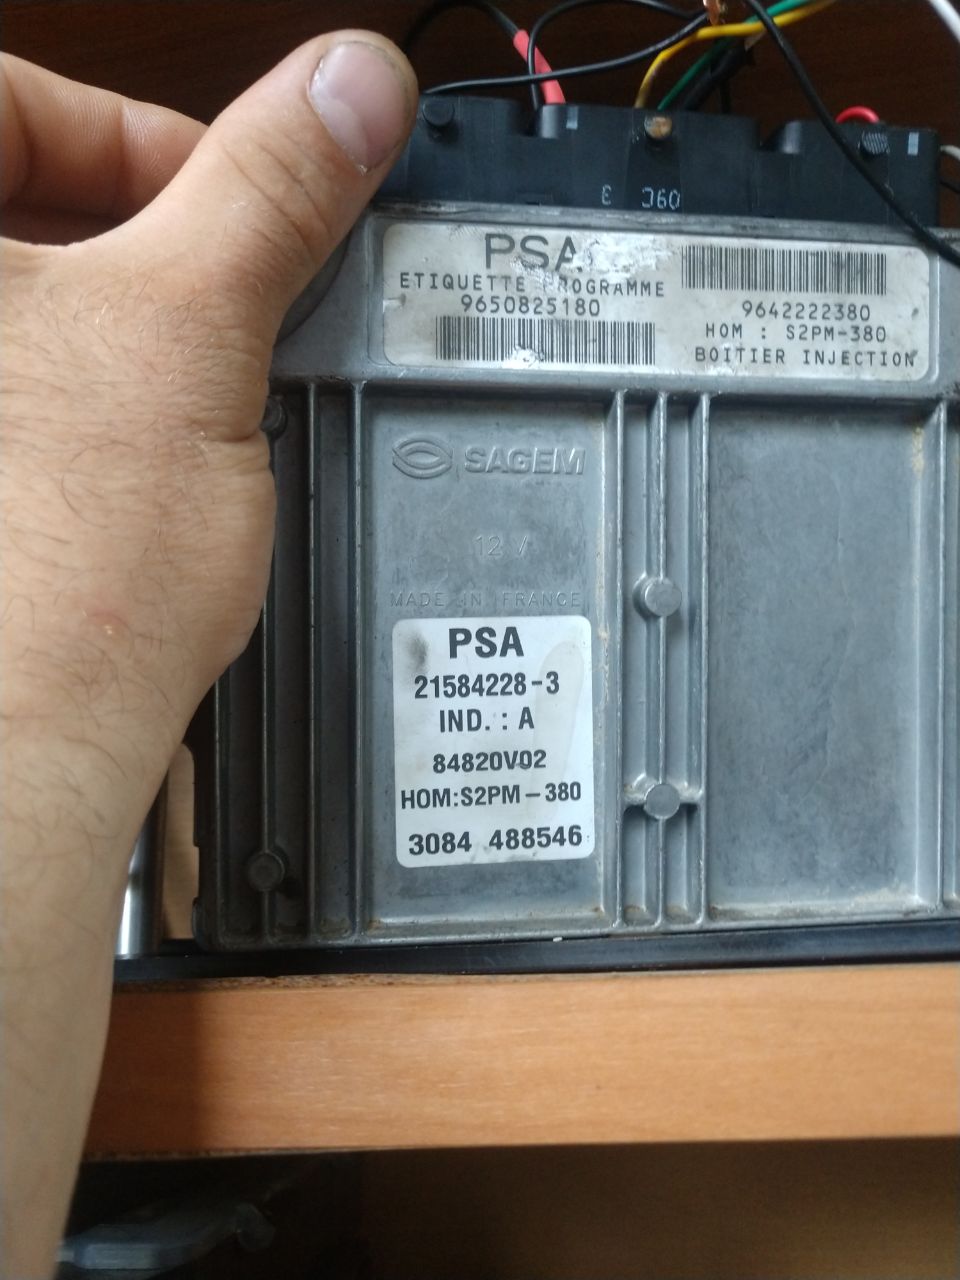 PSA
ETIQUETTE PROGRAMME
9650825180
9642222380
HOM : S2PM-380
BOITIER INJECTION
SAGEM
12 V
MADE IN FRANCE
PSA
21584228-3
IND. : A
84820V02
HOM:S2PM-380
3084 488546